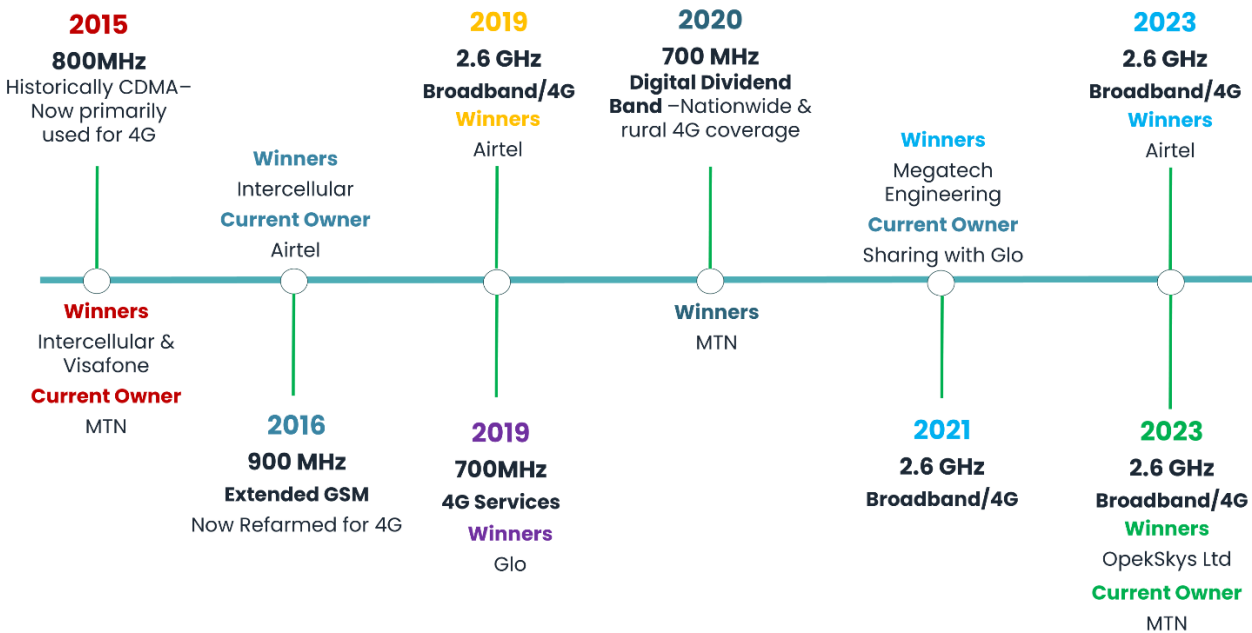 2015
800MHz
Historically CDMA–
Now primarily
used for 4G
Winners
Intercellular &
Visafone
Current Owner
MTN
Winners
Intercellular
Current Owner
Airtel
2016
900 MHz
Extended GSM
Now Refarmed for 4G
2019
2.6 GHz
Broadband/4G
Winners
Airtel
2019
700MHz
4G Services
Winners
Glo
2020
700 MHz
Digital Dividend
Band –Nationwide &
rural 4G coverage
Winners
MTN
Winners
Megatech
Engineering
Current Owner
Sharing with Glo
2021
2.6 GHz
Broadband/4G
2023
2.6 GHz
Broadband/4G
Winners
Airtel
2023
2.6 GHz
Broadband/4G
Winners
OpekSkys Ltd
Current Owner
MTN